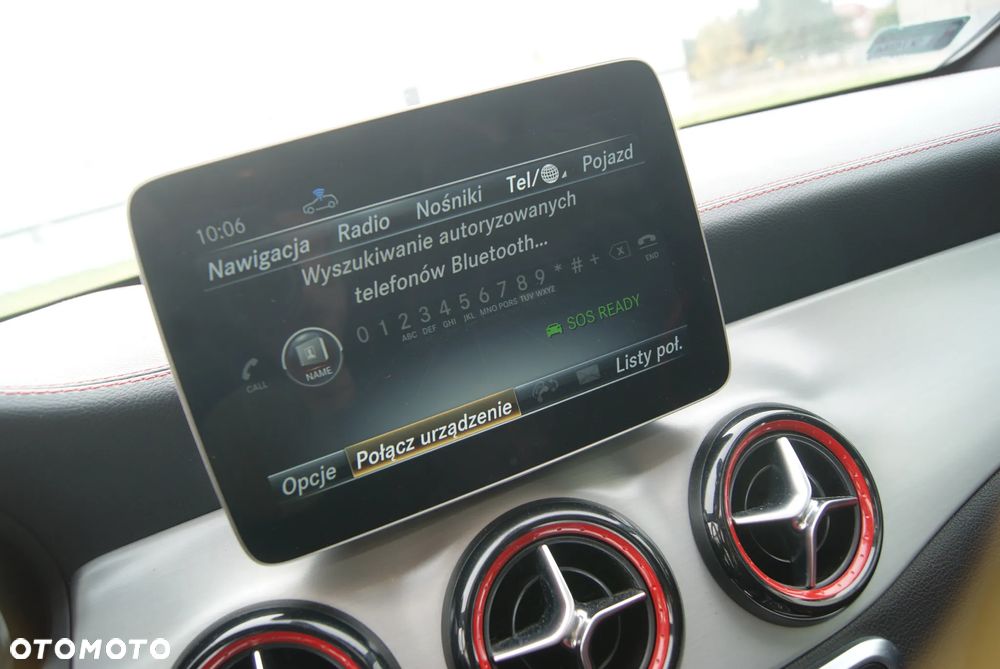 10:06
Nawigacja Radio Nośniki Tel/ Pojazd
Wyszukiwanie autoryzowanych
telefonów Bluetooth...
0 1 2 3 4 5 6 7 8 9 * # +
ABC DEF GHI JKL MNO PQRS TUV WXYZ
X
END
CALL
NAME
SOS READY
Opcje Połącz urządzenie Listy poł.
OTOMOTO